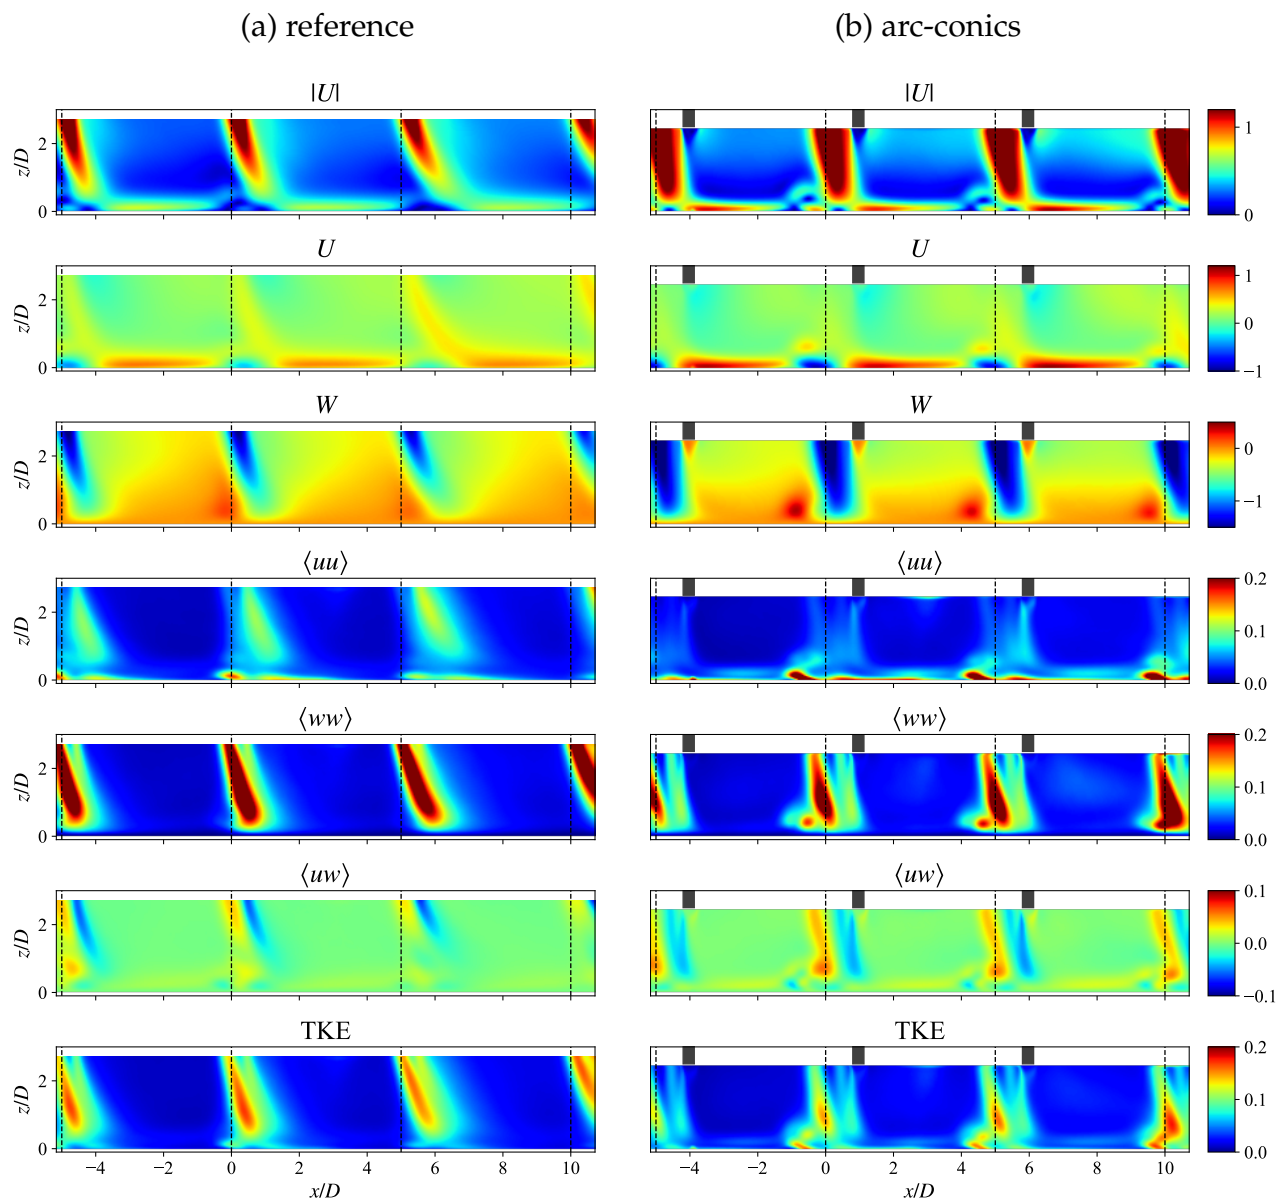 (a) reference (b) arc-conics
|U| |U|
z/D 2 0 1 0
U U
z/D 2 0 1 0 −1
W W
z/D 2 0 0 −1
⟨uu⟩ ⟨uu⟩
z/D 2 0 0.2 0.1 0.0
⟨ww⟩ ⟨ww⟩
z/D 2 0 0.2 0.1 0.0
⟨uw⟩ ⟨uw⟩
z/D 2 0 0.1 0.0 −0.1
TKE TKE
z/D 2 0 0.2 0.1 0.0
−4 −2 0 2 4 6 8 10 −4 −2 0 2 4 6 8 10
x/D x/D